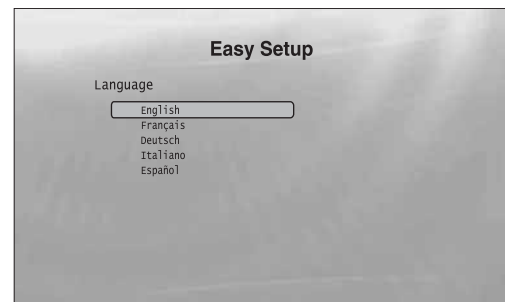 Easy Setup
Language
English
Français
Deutsch
Italiano
Español